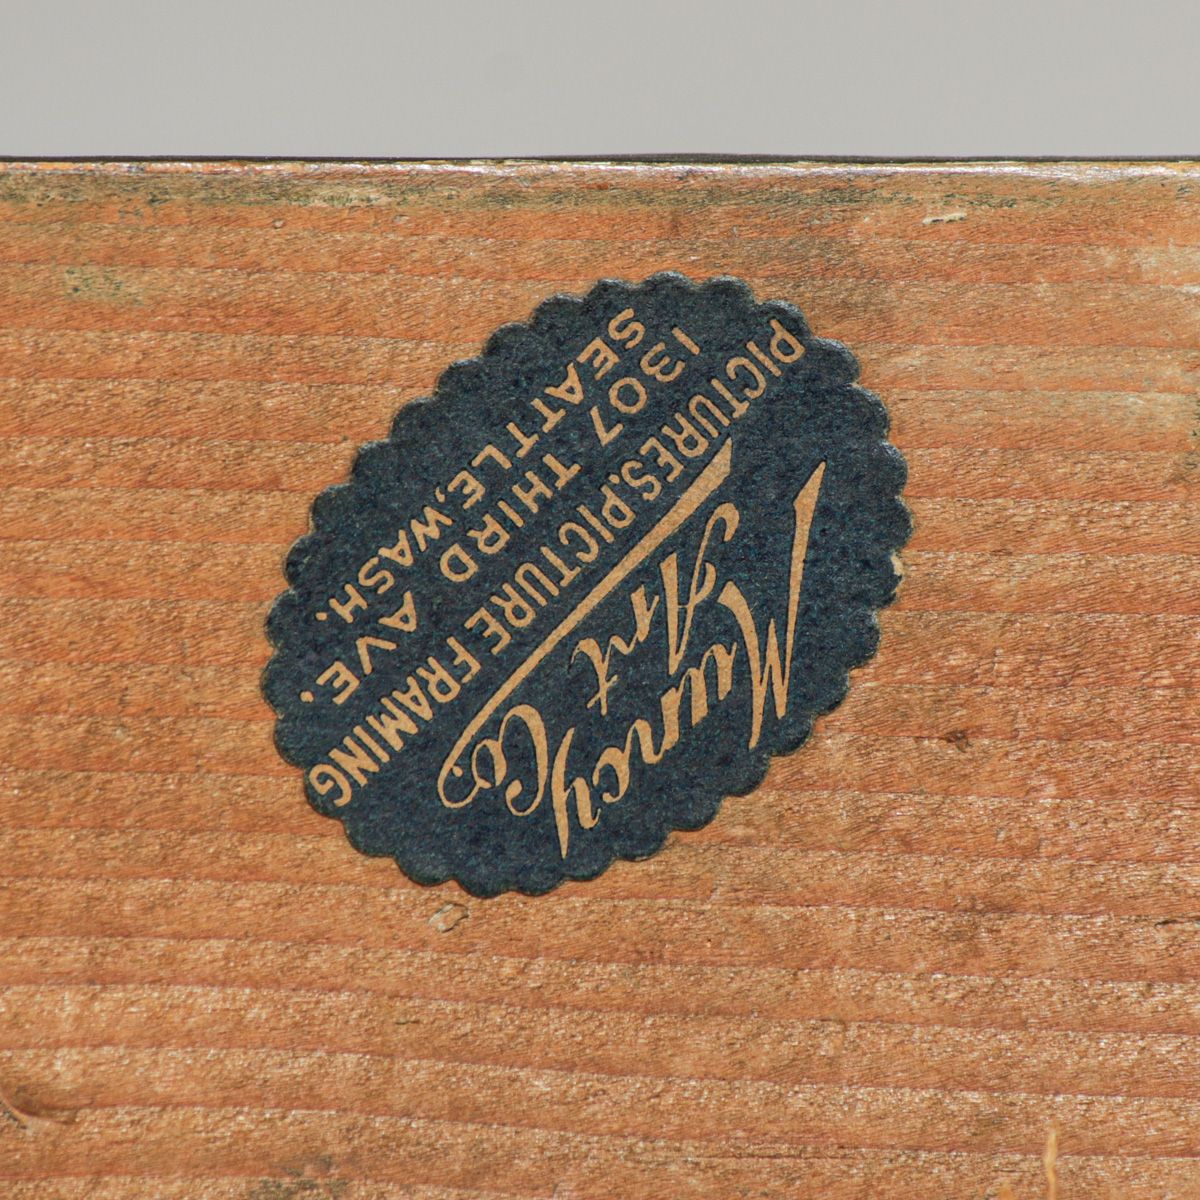 Muncy
Art Co.
PICTURES.PICTURE FRAMING
1307 THIRD AVE.
SEATTLE,WASH.